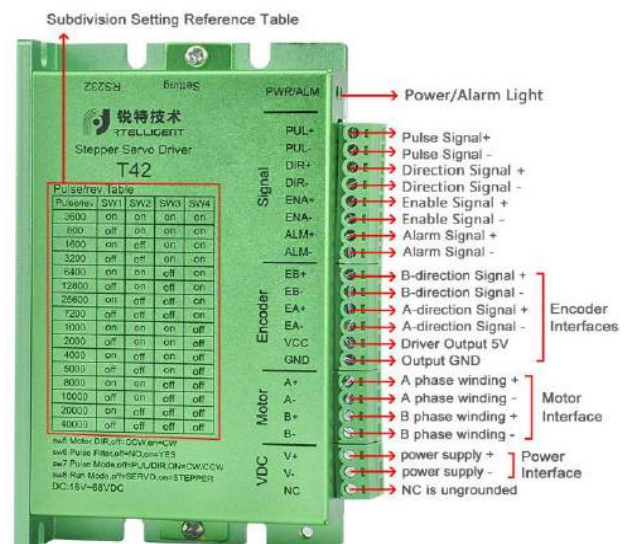 Subdivision Setting Reference Table
RS232
Setting
PWR/ALM
Power/Alarm Light
锐特技术
RTELLIGENT
Stepper Servo Driver
T42
Pulse/rev Table
Pulse/rev SW1 SW2 SW3 SW4
3600 on on on on
800 off on on on
1600 on off on on
3200 off off on on
6400 on on off on
12800 off on off on
25600 on off off on
7200 off off off on
1000 on on on off
2000 off on on off
4000 on off on off
5000 off off on off
8000 on on off off
10000 off on off off
20000 on off off off
40000 off off off off
sw5 Motor DIR,off=CCW,on=CW
sw6 Pulse Filter,off=NO,on=YES
sw7 Pulse Mode,off=PUL/DIR,ON=CW/CCW
sw8 Run Mode,off=SERVO,on=STEPPER
DC:18V~68VDC
Signal
PUL+ Pulse Signal+
PUL- Pulse Signal -
DIR+ Direction Signal +
DIR- Direction Signal -
ENA+ Enable Signal +
ENA- Enable Signal -
ALM+ Alarm Signal +
ALM- Alarm Signal -
Encoder
EB+ B-direction Signal +
EB- B-direction Signal -
EA+ A-direction Signal +
EA- A-direction Signal -
VCC Driver Output 5V
GND Output GND
Encoder
Interfaces
Motor
A+ A phase winding +
A- A phase winding -
B+ B phase winding +
B- B phase winding -
Motor
Interface
VDC
V+ power supply +
V- power supply -
NC NC is ungrounded
Power
Interface